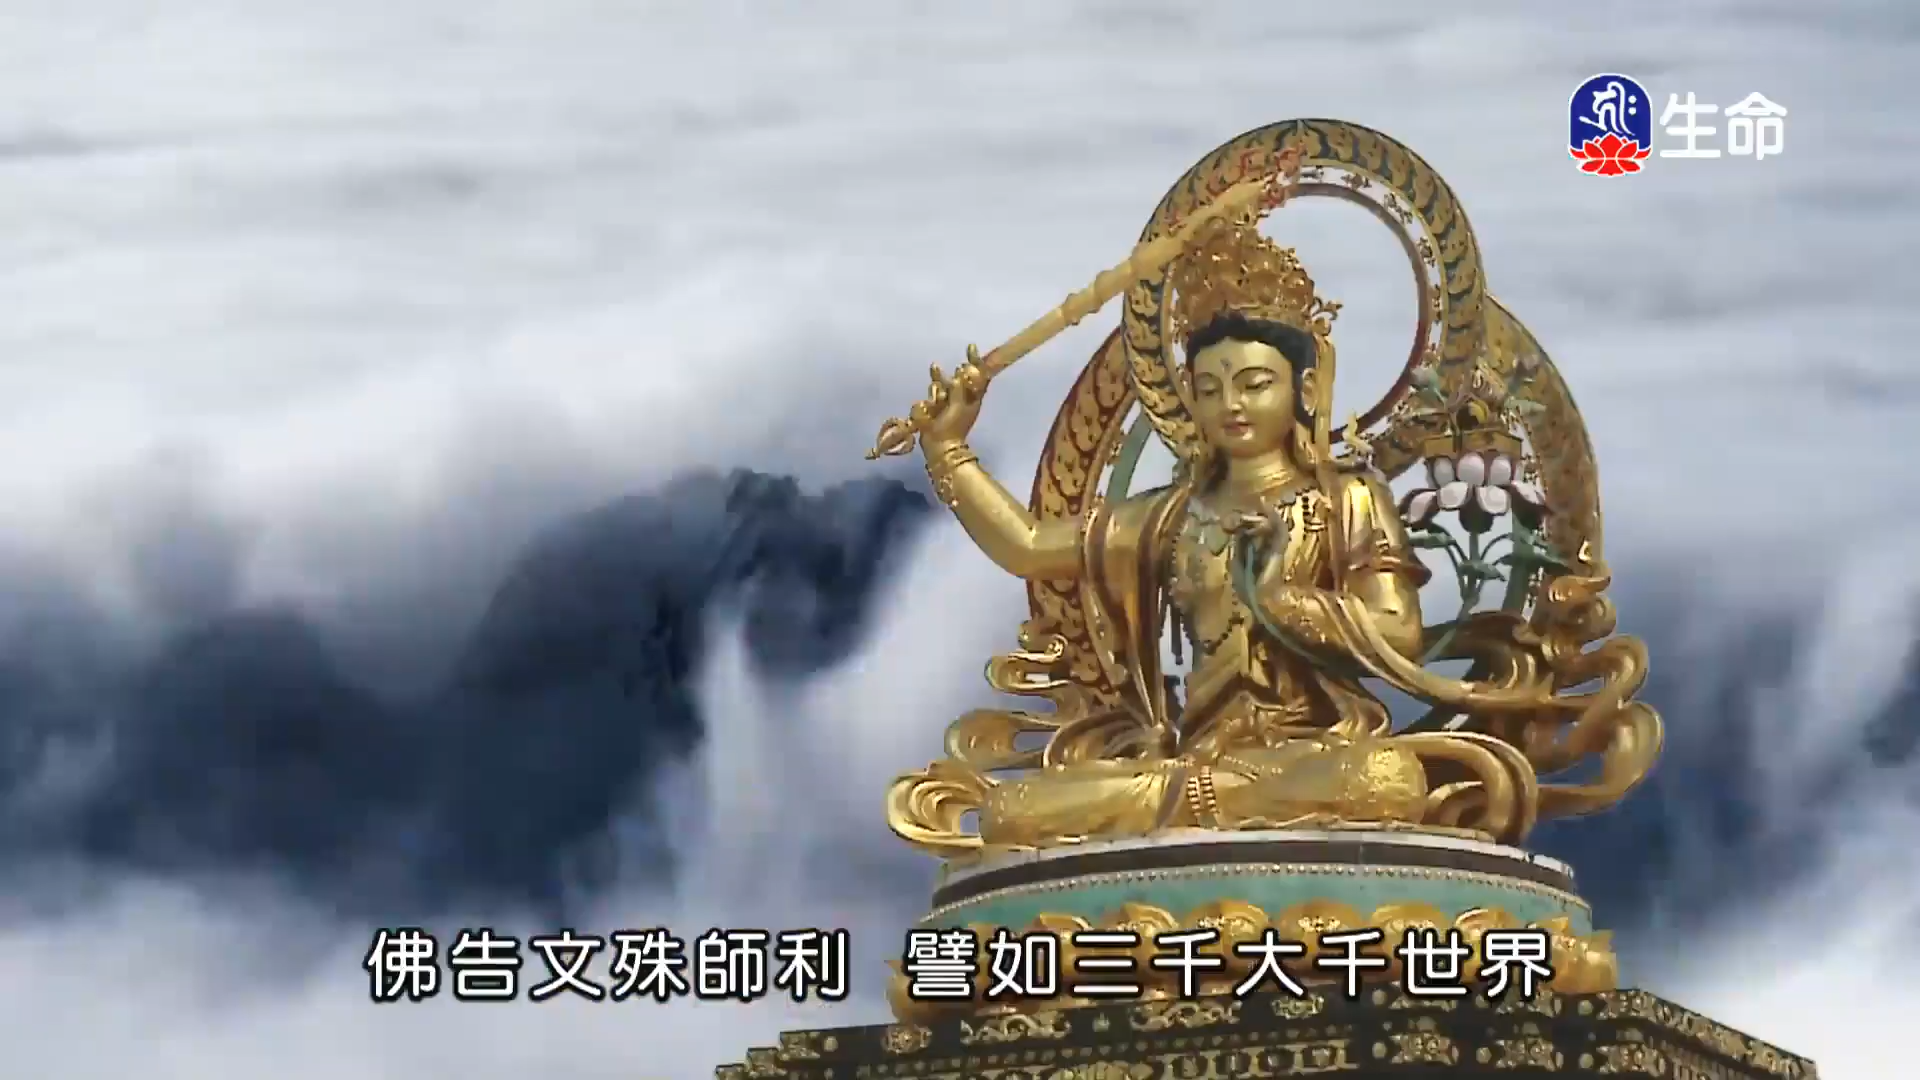 生命
佛告文殊師利 譬如三千大千世界